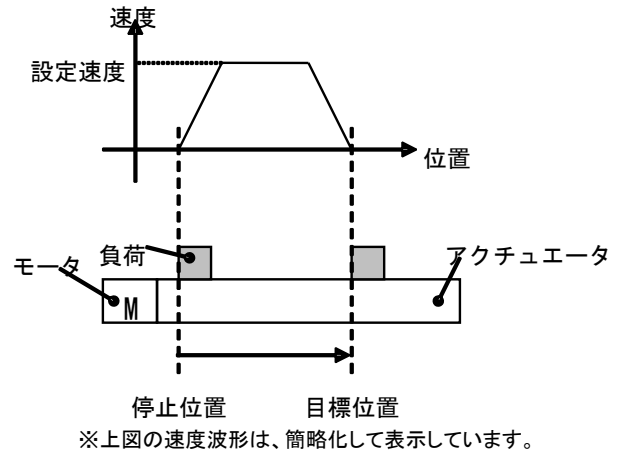 速度
設定速度
位置
負荷
モータ
アクチュエータ
M
停止位置
目標位置
※上図の速度波形は、簡略化して表示しています。